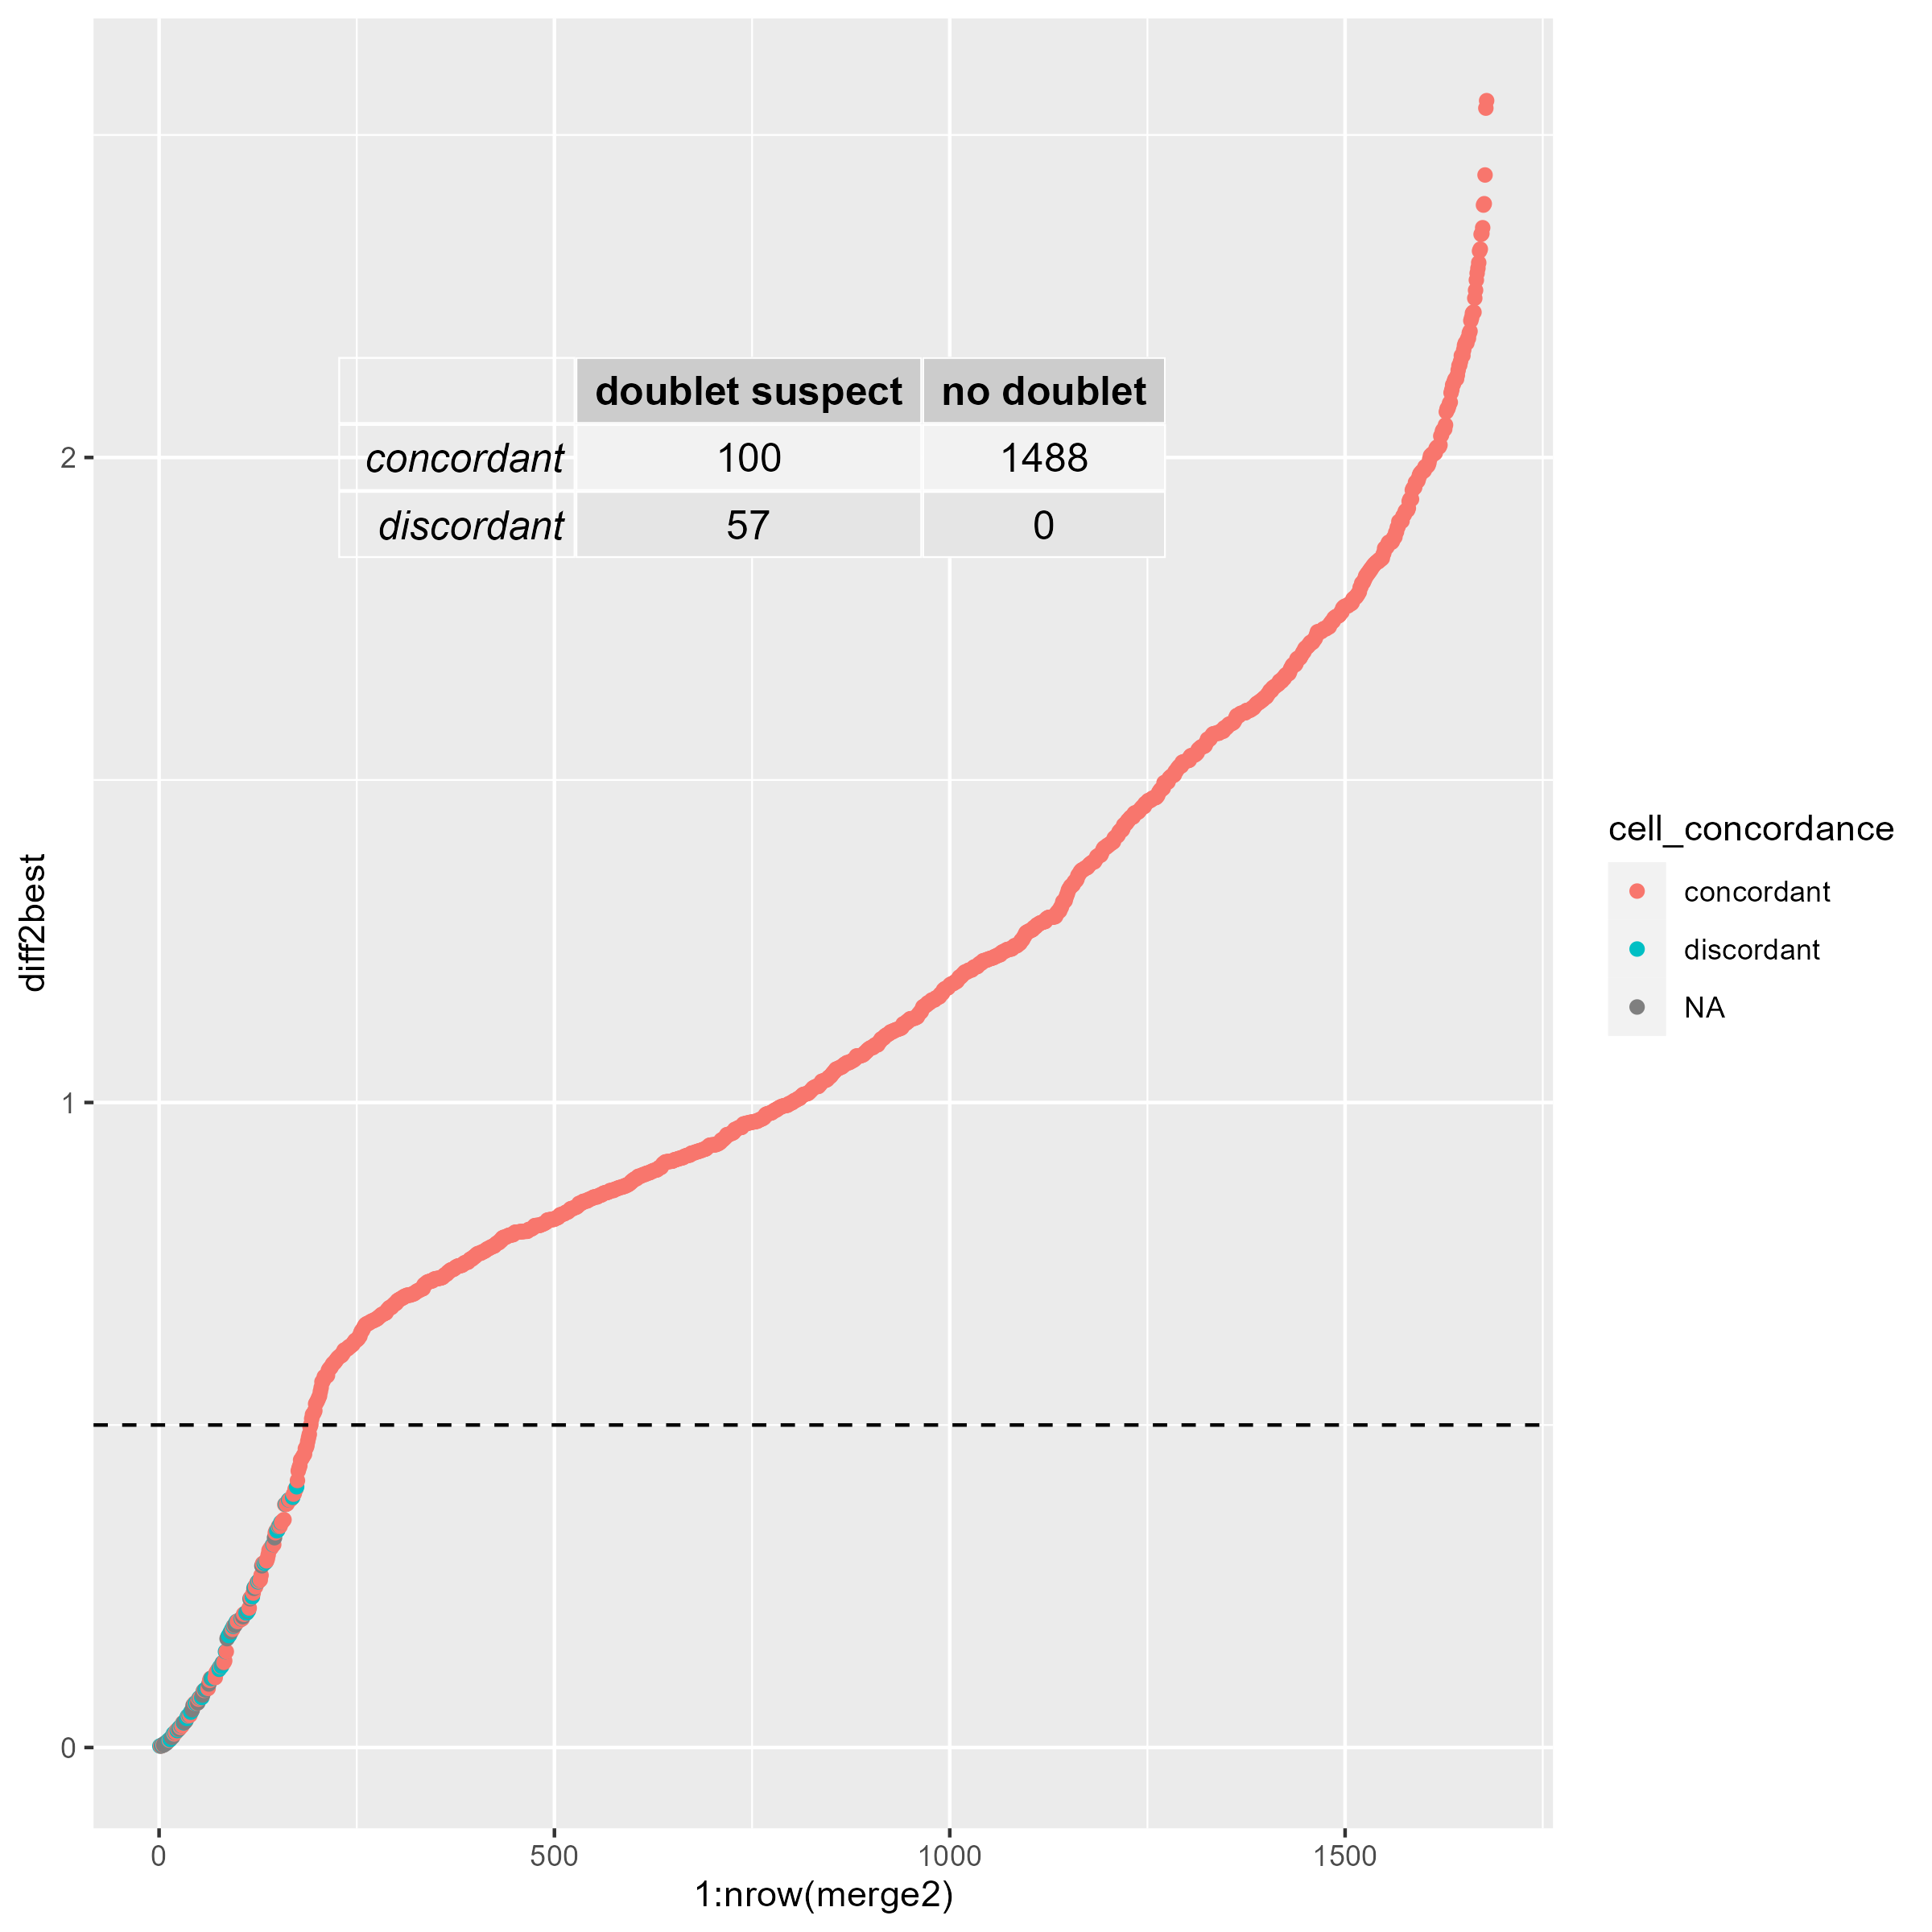 doublet suspect no doublet
concordant 100 1488
discordant 57 0
2
1
0
diff2best
0 500 1000 1500
1:nrow(merge2)
cell_concordance
concordant
discordant
NA